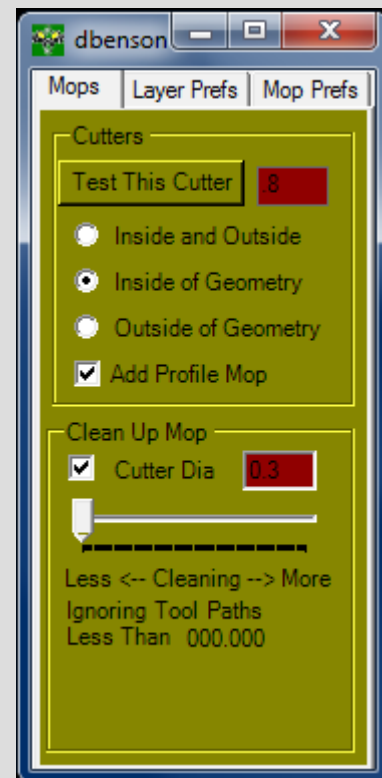 dbenson
Mops Layer Prefs Mop Prefs
Cutters
Test This Cutter .8
Inside and Outside
Inside of Geometry
Outside of Geometry
Add Profile Mop
Clean Up Mop
Cutter Dia 0.3
Less <-- Cleaning --> More
Ignoring Tool Paths
Less Than 000.000